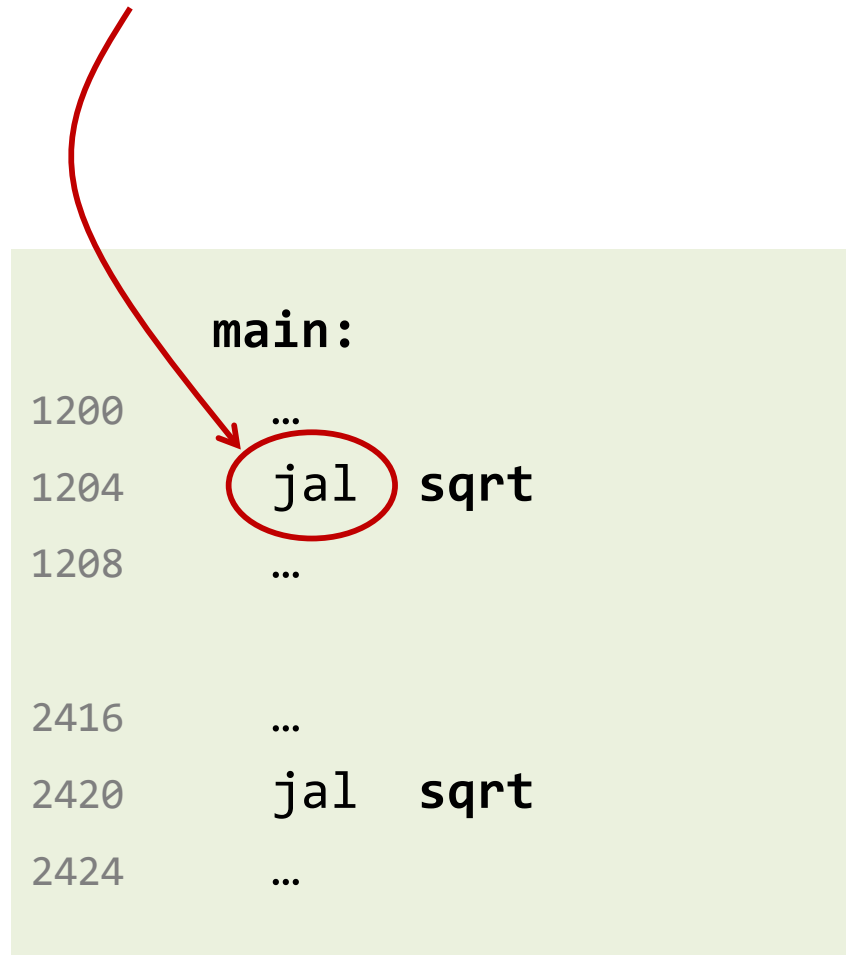 main:
1200 …
1204 jal sqrt
1208 …
2416 …
2420 jal sqrt
2424 …